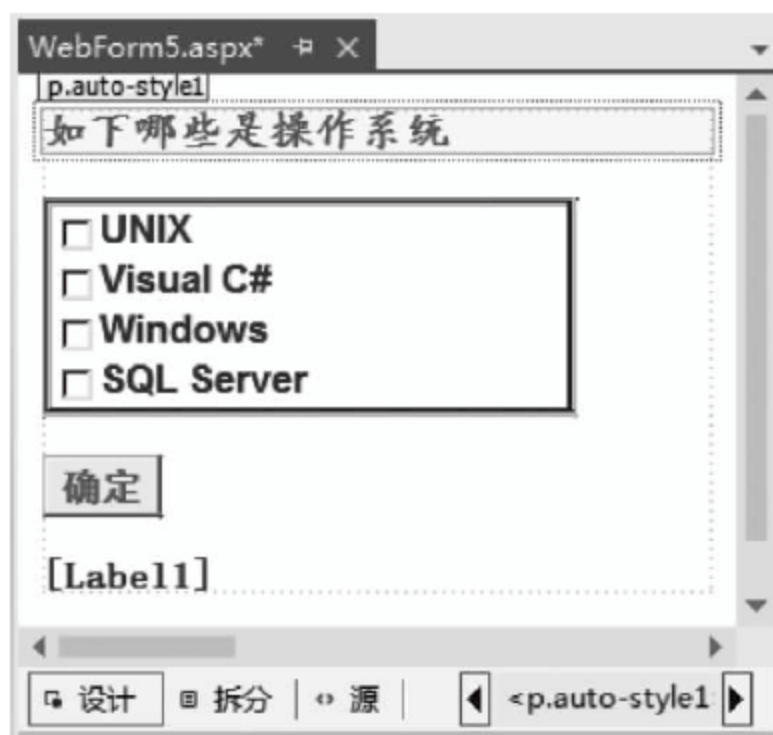 WebForm5.aspx*
p.auto-style1
如下哪些是操作系统
UNIX
Visual C#
Windows
SQL Server
确定
[Label1]
设计 拆分 源 <p.auto-style1